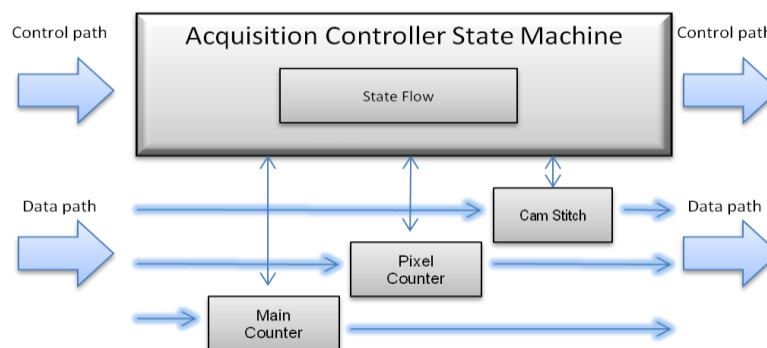 Control path
Acquisition Controller State Machine
Control path
State Flow
Data path
Cam Stitch
Data path
Pixel
Counter
Main
Counter